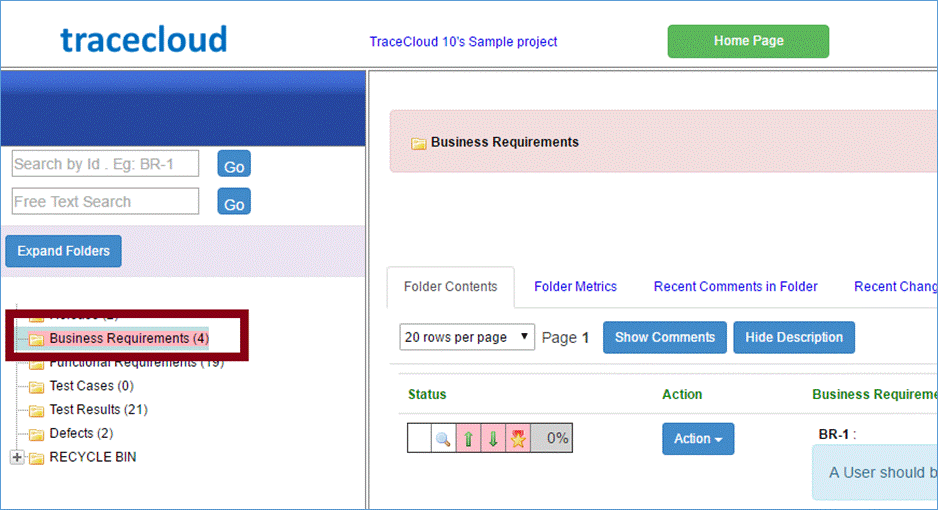 tracecloud
TraceCloud 10's Sample project
Home Page
Search by Id . Eg: BR-1
Go
Free Text Search
Go
Expand Folders
Release (2)
Business Requirements (4)
Functional Requirements (19)
Test Cases (0)
Test Results (21)
Defects (2)
RECYCLE BIN
Business Requirements
Folder Contents
Folder Metrics
Recent Comments in Folder
Recent Chang
20 rows per page
Page 1
Show Comments
Hide Description
Status
Action
Business Requireme
0%
Action
BR-1 :
A User should b